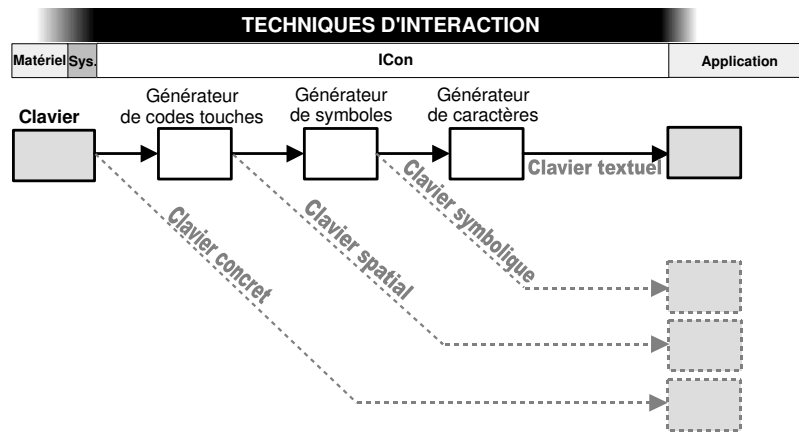 TECHNIQUES D'INTERACTION
Matériel Sys. ICon Application
Clavier
Générateur
de codes touches
Générateur
de symboles
Générateur
de caractères
Clavier textuel
Clavier symbolique
Clavier spatial
Clavier concret